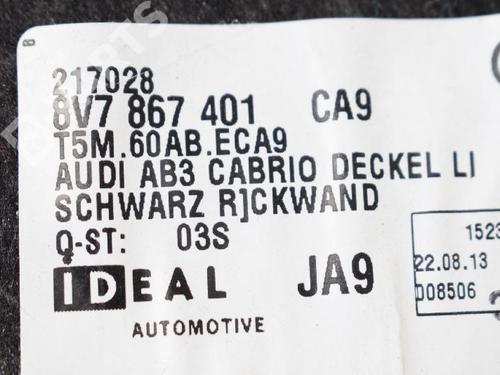 217028
8V7 867 401 CA9
T5M.60AB.ECA9
AUDI AB3 CABRIO DECKEL LI
SCHWARZ R]CKWAND
Q-ST: 03S
1523
22.08.13
D08506
IDEAL JA9
AUTOMOTIVE